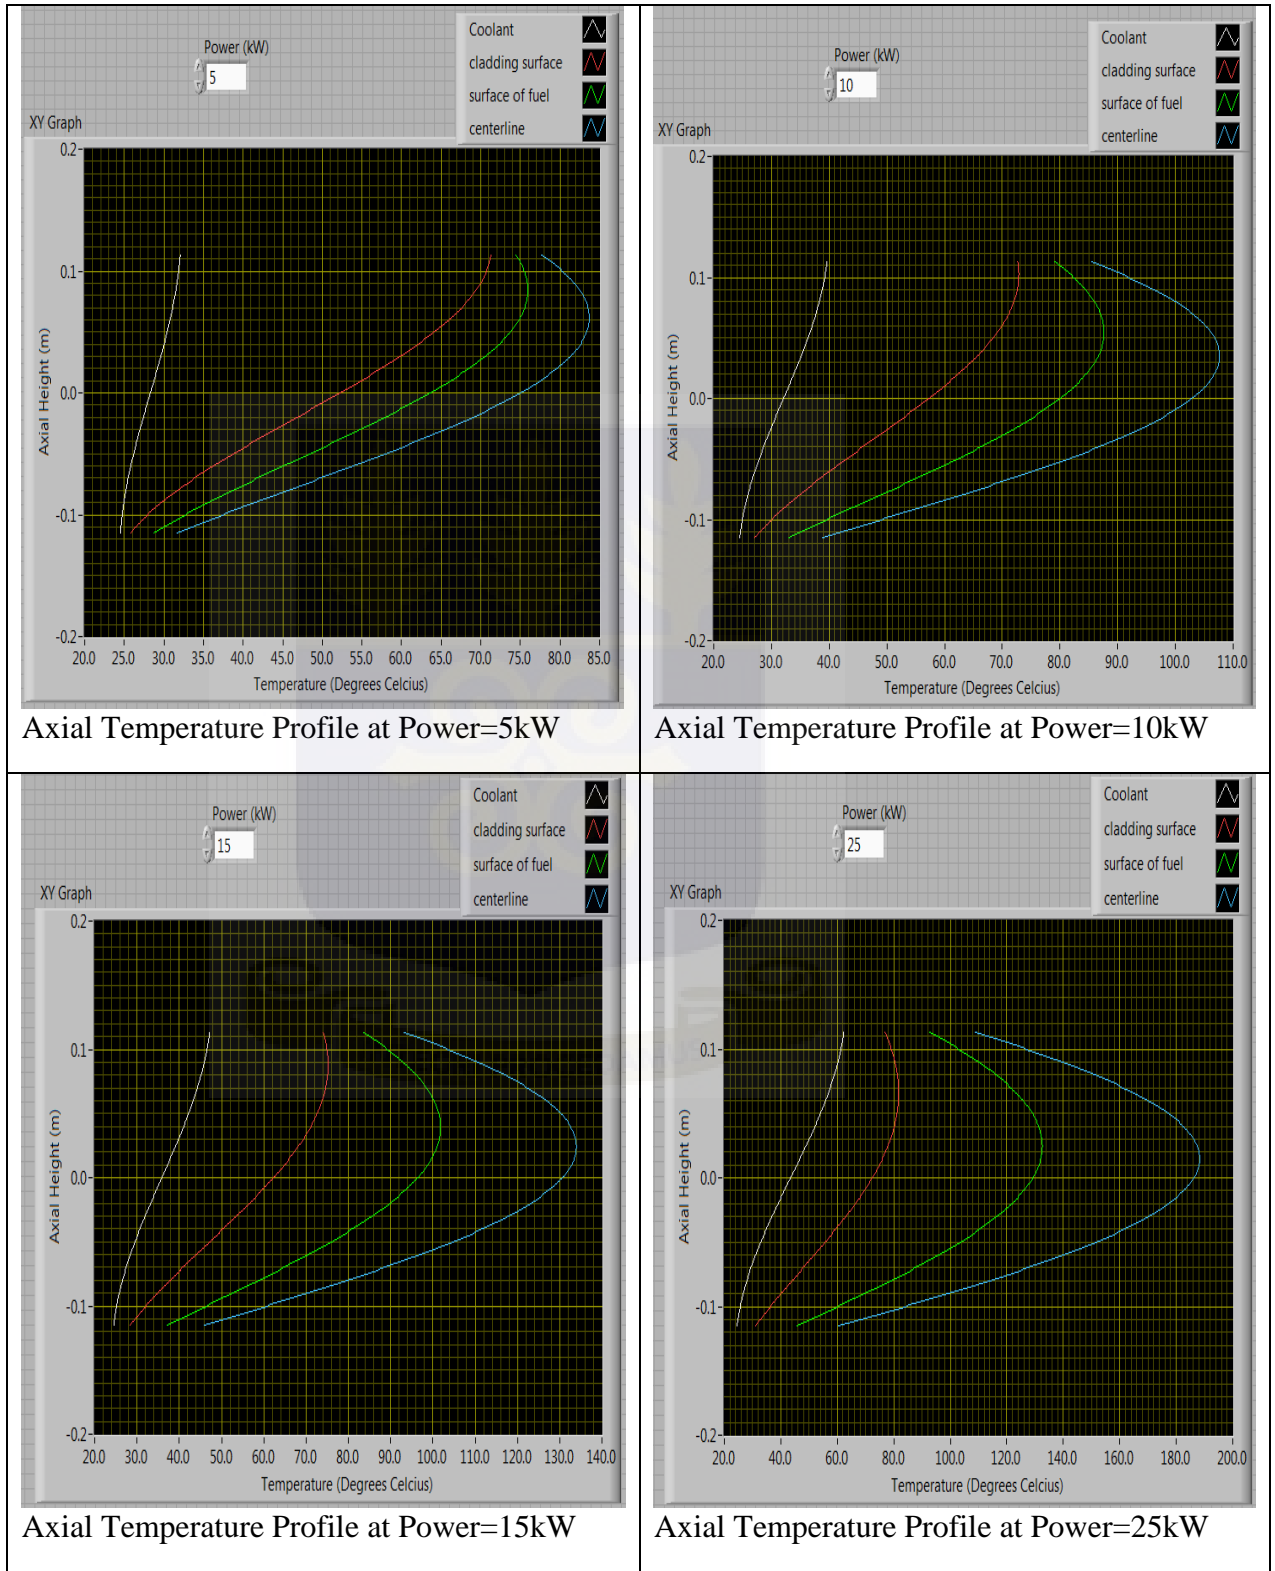 Power (kW)
5
Coolant
cladding surface
surface of fuel
centerline
XY Graph
0.2
0.1
0.0
-0.1
-0.2
Axial Height (m)
20.0 25.0 30.0 35.0 40.0 45.0 50.0 55.0 60.0 65.0 70.0 75.0 80.0 85.0
Temperature (Degrees Celcius)
Axial Temperature Profile at Power=5kW
Power (kW)
10
Coolant
cladding surface
surface of fuel
centerline
XY Graph
0.2
0.1
0.0
-0.1
-0.2
Axial Height (m)
20.0 30.0 40.0 50.0 60.0 70.0 80.0 90.0 100.0 110.0
Temperature (Degrees Celcius)
Axial Temperature Profile at Power=10kW
Power (kW)
15
Coolant
cladding surface
surface of fuel
centerline
XY Graph
0.2
0.1
0.0
-0.1
-0.2
Axial Height (m)
20.0 30.0 40.0 50.0 60.0 70.0 80.0 90.0 100.0 110.0 120.0 130.0 140.0
Temperature (Degrees Celcius)
Axial Temperature Profile at Power=15kW
Power (kW)
25
Coolant
cladding surface
surface of fuel
centerline
XY Graph
0.2
0.1
0.0
-0.1
-0.2
Axial Height (m)
20.0 40.0 60.0 80.0 100.0 120.0 140.0 160.0 180.0 200.0
Temperature (Degrees Celcius)
Axial Temperature Profile at Power=25kW